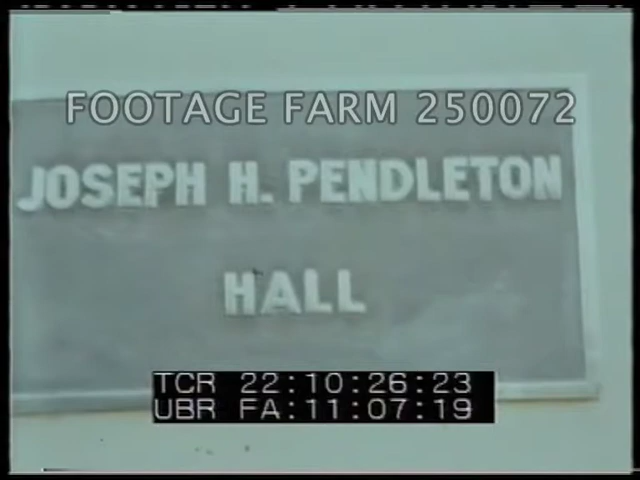 FOOTAGE FARM 250072
JOSEPH H. PENDLETON
HALL
TCR 22:10:26:23
UBR FA:11:07:19